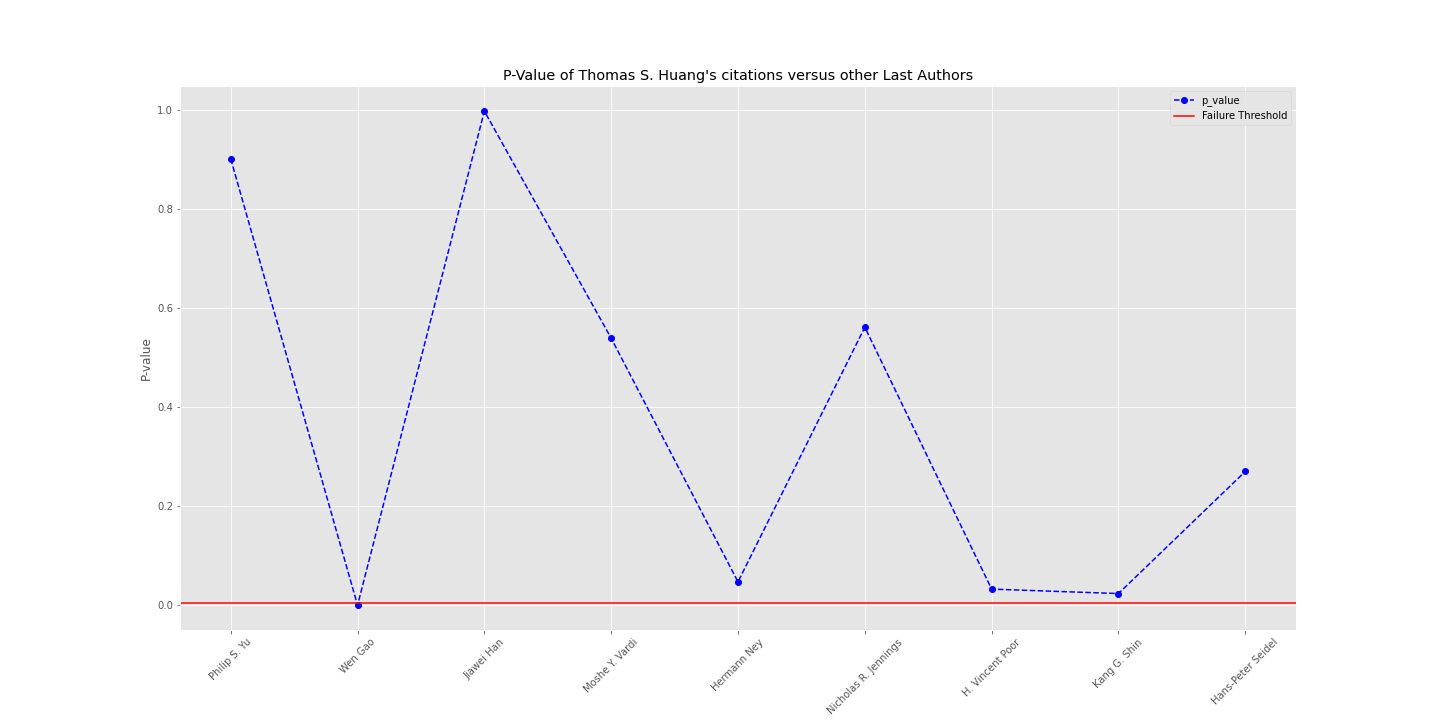 P-Value of Thomas S. Huang's citations versus other Last Authors
p_value
Failure Threshold
1.0
0.8
0.6
0.4
0.2
0.0
P-value
Philip S. Yu
Wen Gao
Jiawei Han
Moshe Y. Vardi
Hermann Ney
Nicholas R. Jennings
H. Vincent Poor
Kang G. Shin
Hans-Peter Seidel